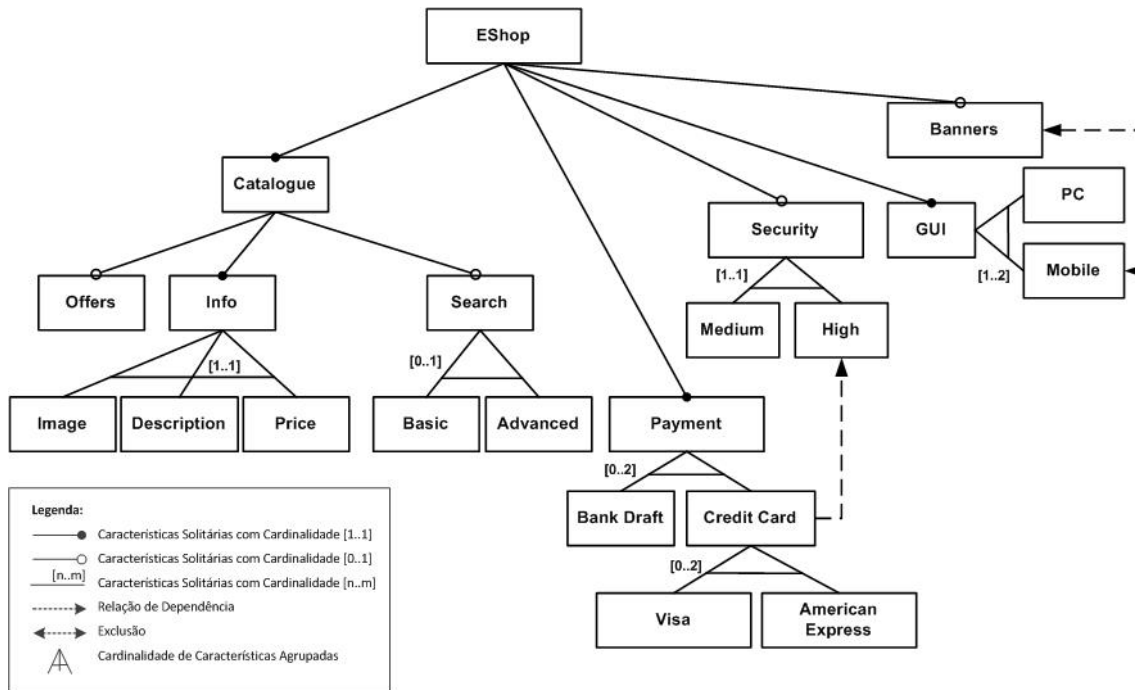 EShop
Banners
Catalogue
PC
Security
GUI
[1..2]
Mobile
Offers
Info
Search
[1..1]
Medium
High
[1..1]
[0..1]
Image
Description
Price
Basic
Advanced
Payment
[0..2]
Bank Draft
Credit Card
[0..2]
Visa
American
Express
Legenda:
Características Solitárias com Cardinalidade [1..1]
Características Solitárias com Cardinalidade [0..1]
[n..m]
Características Solitárias com Cardinalidade [n..m]
Relação de Dependência
Exclusão
Cardinalidade de Características Agrupadas